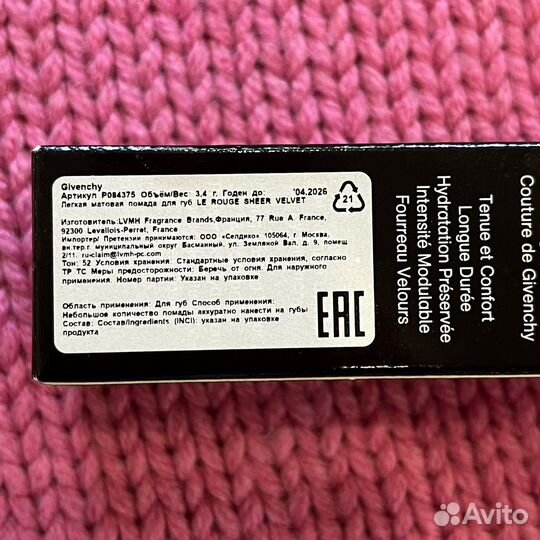 Givenchy
Артикул P084375 Объём/Вес: 3,4 г. Годен до: '04.2026
Легкая матовая помада для губ LE ROUGE SHEER VELVET
Изготовитель:LVMH Fragrance Brands,Франция, 77 Rue A. France,
92300 Levallois-Perret, France
Импортер/ Претензии принимаются: ООО «Селдико» 105064, г. Москва,
вн.тер.г. муниципальный округ Басманный, ул. Земляной Вал, д. 9, помещ.
2/11. ru-claim@lvmh-pc.com
Тон: 52 Условия хранения: Стандартные условия хранения, согласно
ТР ТС Меры предосторожности: Беречь от огня. Для наружного
применения. Номер партии: Указан на упаковке
Область применения: Для губ Способ применения:
Небольшое количество помады аккуратно нанести на губы
Состав: Состав/Ingredients (INCI): указан на упаковке
продукта
21
EAC
Couture de Givenchy
Tenue et Confort
Longue Durée
Hydratation Préservée
Intensité Modulable
Fourreau Velours
Avito